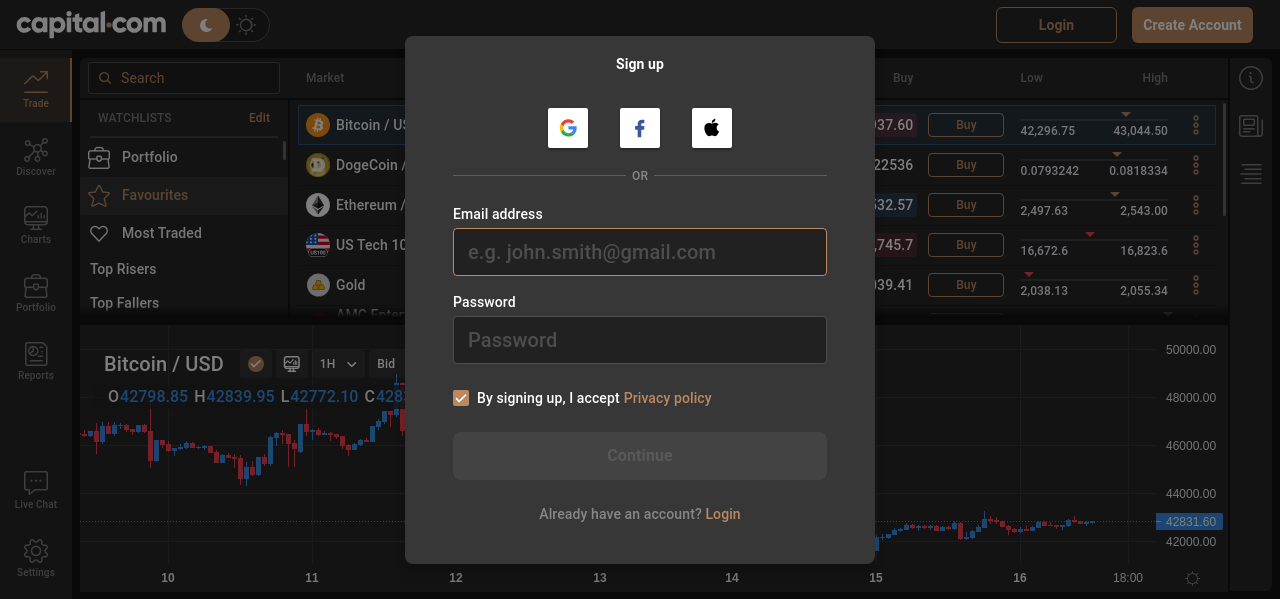 capital.com
Login
Create Account
Sign up
Search
Market
Buy
Low
High
Trade
WATCHLISTS
Edit
Bitcoin / US
937.60
Buy
42,296.75
43,044.50
Portfolio
DogeCoin /
22536
Buy
0.0793242
0.0818334
Discover
OR
Favourites
Ethereum /
532.57
Buy
2,497.63
2,543.00
Email address
e.g. john.smith@gmail.com
Most Traded
US100
US Tech 10
,745.7
Buy
16,672.6
16,823.6
Charts
Top Risers
Gold
039.41
Buy
2,038.13
2,055.34
Portfolio
Top Fallers
Password
Password
Bitcoin / USD
1H
Bid
50000.00
Reports
O42798.85 H42839.95 L42772.10 C428
By signing up, I accept Privacy policy
48000.00
46000.00
Continue
44000.00
Live Chat
Already have an account? Login
42831.60
42000.00
Settings
10
11
12
13
14
15
16
18:00